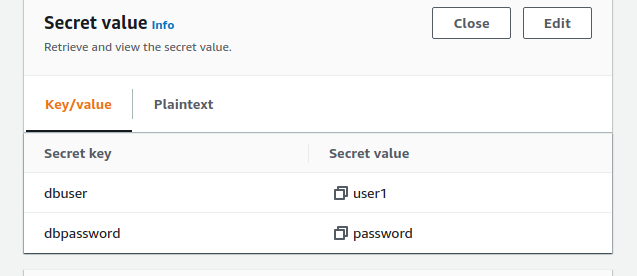 Secret value Info
Close
Edit
Retrieve and view the secret value.
Key/value
Plaintext
Secret key
Secret value
dbuser
user1
dbpassword
password